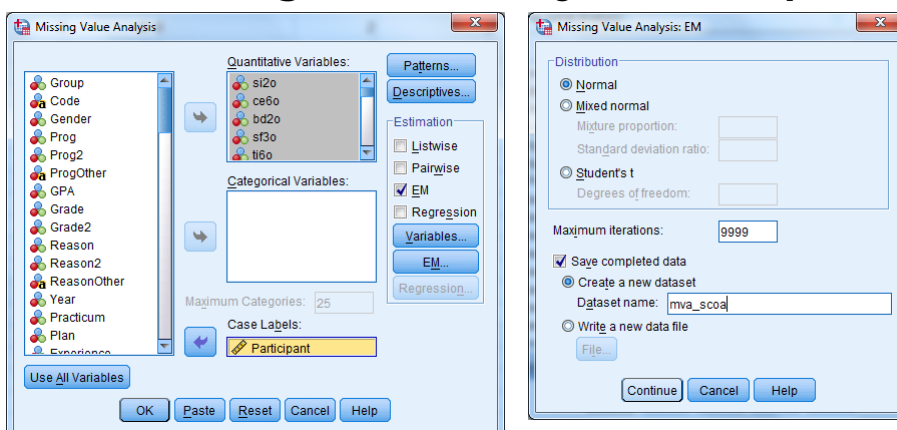 Missing Value Analysis
Group
Code
Gender
Prog
Prog2
ProgOther
GPA
Grade
Grade2
Reason
Reason2
ReasonOther
Year
Practicum
Plan
Experience
Use All Variables
Quantitative Variables:
si2o
ce6o
bd2o
sf3o
ti6o
Categorical Variables:
Maximum Categories: 25
Case Labels:
Participant
Patterns...
Descriptives...
Estimation
Listwise
Pairwise
EM
Regression
Variables...
EM...
Regression...
OK Paste Reset Cancel Help
Missing Value Analysis: EM
Distribution
Normal
Mixed normal
Mixture proportion:
Standard deviation ratio:
Student's t
Degrees of freedom:
Maximum iterations: 9999
Save completed data
Create a new dataset
Dataset name: mva_scoa
Write a new data file
File...
Continue Cancel Help